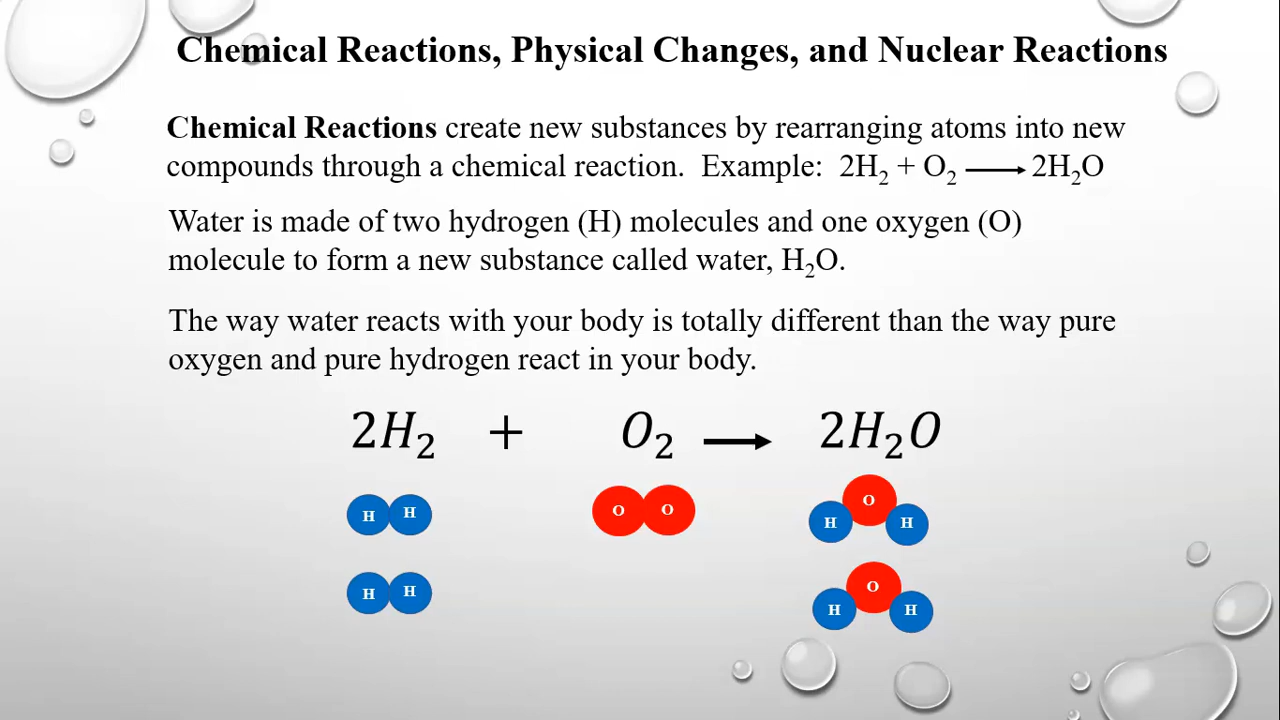 Chemical Reactions, Physical Changes, and Nuclear Reactions
Chemical Reactions create new substances by rearranging atoms into new
compounds through a chemical reaction. Example: 2H₂ + O₂ ⟶ 2H₂O
Water is made of two hydrogen (H) molecules and one oxygen (O)
molecule to form a new substance called water, H₂O.
The way water reacts with your body is totally different than the way pure
oxygen and pure hydrogen react in your body.
2H₂ + O₂ ⟶ 2H₂O
H H O O H O H
H H H O H